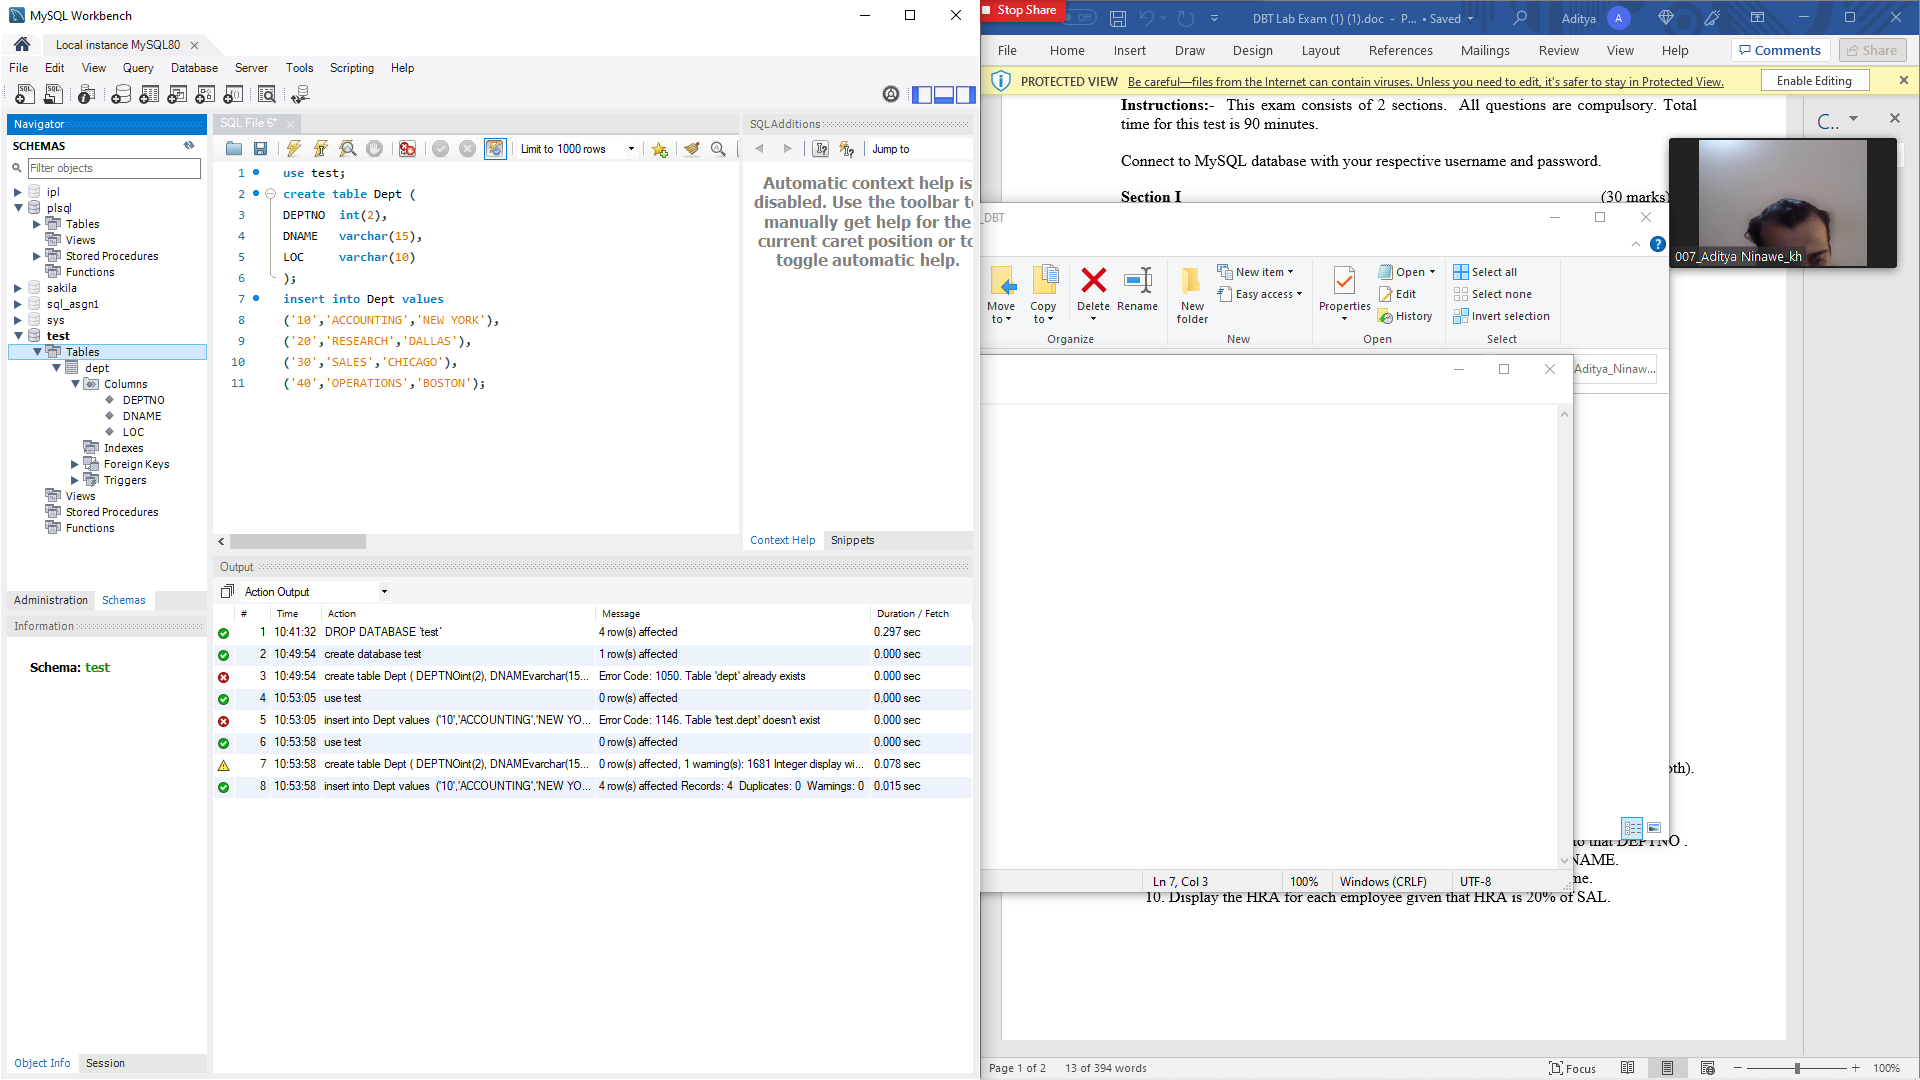 MySQL Workbench
Local instance MySQL80
File Edit View Query Database Server Tools Scripting Help
Navigator
SCHEMAS
Filter objects
ipl
plsql
Tables
Views
Stored Procedures
Functions
sakila
sql_asgn1
sys
test
Tables
dept
Columns
DEPTNO
DNAME
LOC
Indexes
Foreign Keys
Triggers
Views
Stored Procedures
Functions
Administration Schemas
Information
Schema: test
Object Info Session
SQL File 6*
Limit to 1000 rows
1 use test;
2 create table Dept (
3 DEPTNO int(2),
4 DNAME varchar(15),
5 LOC varchar(10)
6 );
7 insert into Dept values
8 ('10','ACCOUNTING','NEW YORK'),
9 ('20','RESEARCH','DALLAS'),
10 ('30','SALES','CHICAGO'),
11 ('40','OPERATIONS','BOSTON');
SQLAdditions
Jump to
Automatic context help is
disabled. Use the toolbar to
manually get help for the
current caret position or to
toggle automatic help.
Context Help Snippets
Output
Action Output
# Time Action Message Duration / Fetch
1 10:41:32 DROP DATABASE `test` 4 row(s) affected 0.297 sec
2 10:49:54 create database test 1 row(s) affected 0.000 sec
3 10:49:54 create table Dept ( DEPTNOint(2), DNAMEvarchar(15... Error Code: 1050. Table 'dept' already exists 0.000 sec
4 10:53:05 use test 0 row(s) affected 0.000 sec
5 10:53:05 insert into Dept values ('10','ACCOUNTING','NEW YO... Error Code: 1146. Table 'test.dept' doesn't exist 0.000 sec
6 10:53:58 use test 0 row(s) affected 0.000 sec
7 10:53:58 create table Dept ( DEPTNOint(2), DNAMEvarchar(15... 0 row(s) affected, 1 warning(s): 1681 Integer display wi... 0.078 sec
8 10:53:58 insert into Dept values ('10','ACCOUNTING','NEW YO... 4 row(s) affected Records: 4 Duplicates: 0 Warnings: 0 0.015 sec
Stop Share
Off
DBT Lab Exam (1) (1).doc - P... • Saved
Aditya A
File Home Insert Draw Design Layout References Mailings Review View Help Comments Share
PROTECTED VIEW Be careful—files from the Internet can contain viruses. Unless you need to edit, it's safer to stay in Protected View. Enable Editing
Instructions:- This exam consists of 2 sections. All questions are compulsory. Total
time for this test is 90 minutes.
Connect to MySQL database with your respective username and password.
Section I (30 marks)
C..
007_Aditya Ninawe_kh
_DBT
Move to
Copy to
Delete
Rename
New folder
New item
Easy access
Properties
Open
Edit
History
Select all
Select none
Invert selection
Organize New Open Select
Aditya_Ninaw...
oth).
to that DEPTNO .
NAME.
me.
10. Display the HRA for each employee given that HRA is 20% of SAL.
Ln 7, Col 3 100% Windows (CRLF) UTF-8
Page 1 of 2 13 of 394 words Focus 100%